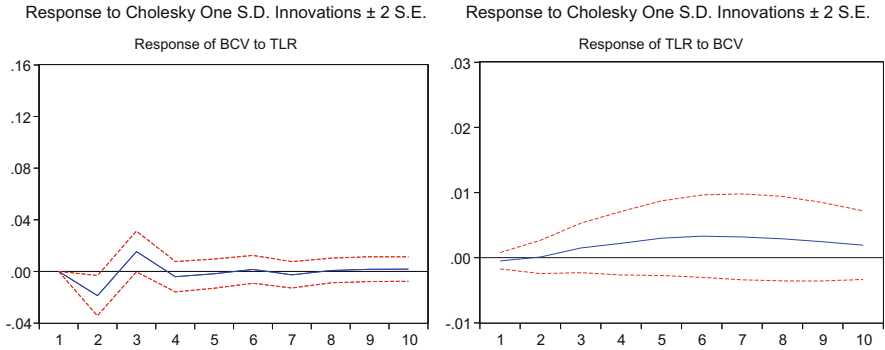 Response to Cholesky One S.D. Innovations ± 2 S.E.
Response of BCV to TLR
.16
.12
.08
.04
.00
-.04
1 2 3 4 5 6 7 8 9 10
Response to Cholesky One S.D. Innovations ± 2 S.E.
Response of TLR to BCV
.03
.02
.01
.00
-.01
1 2 3 4 5 6 7 8 9 10